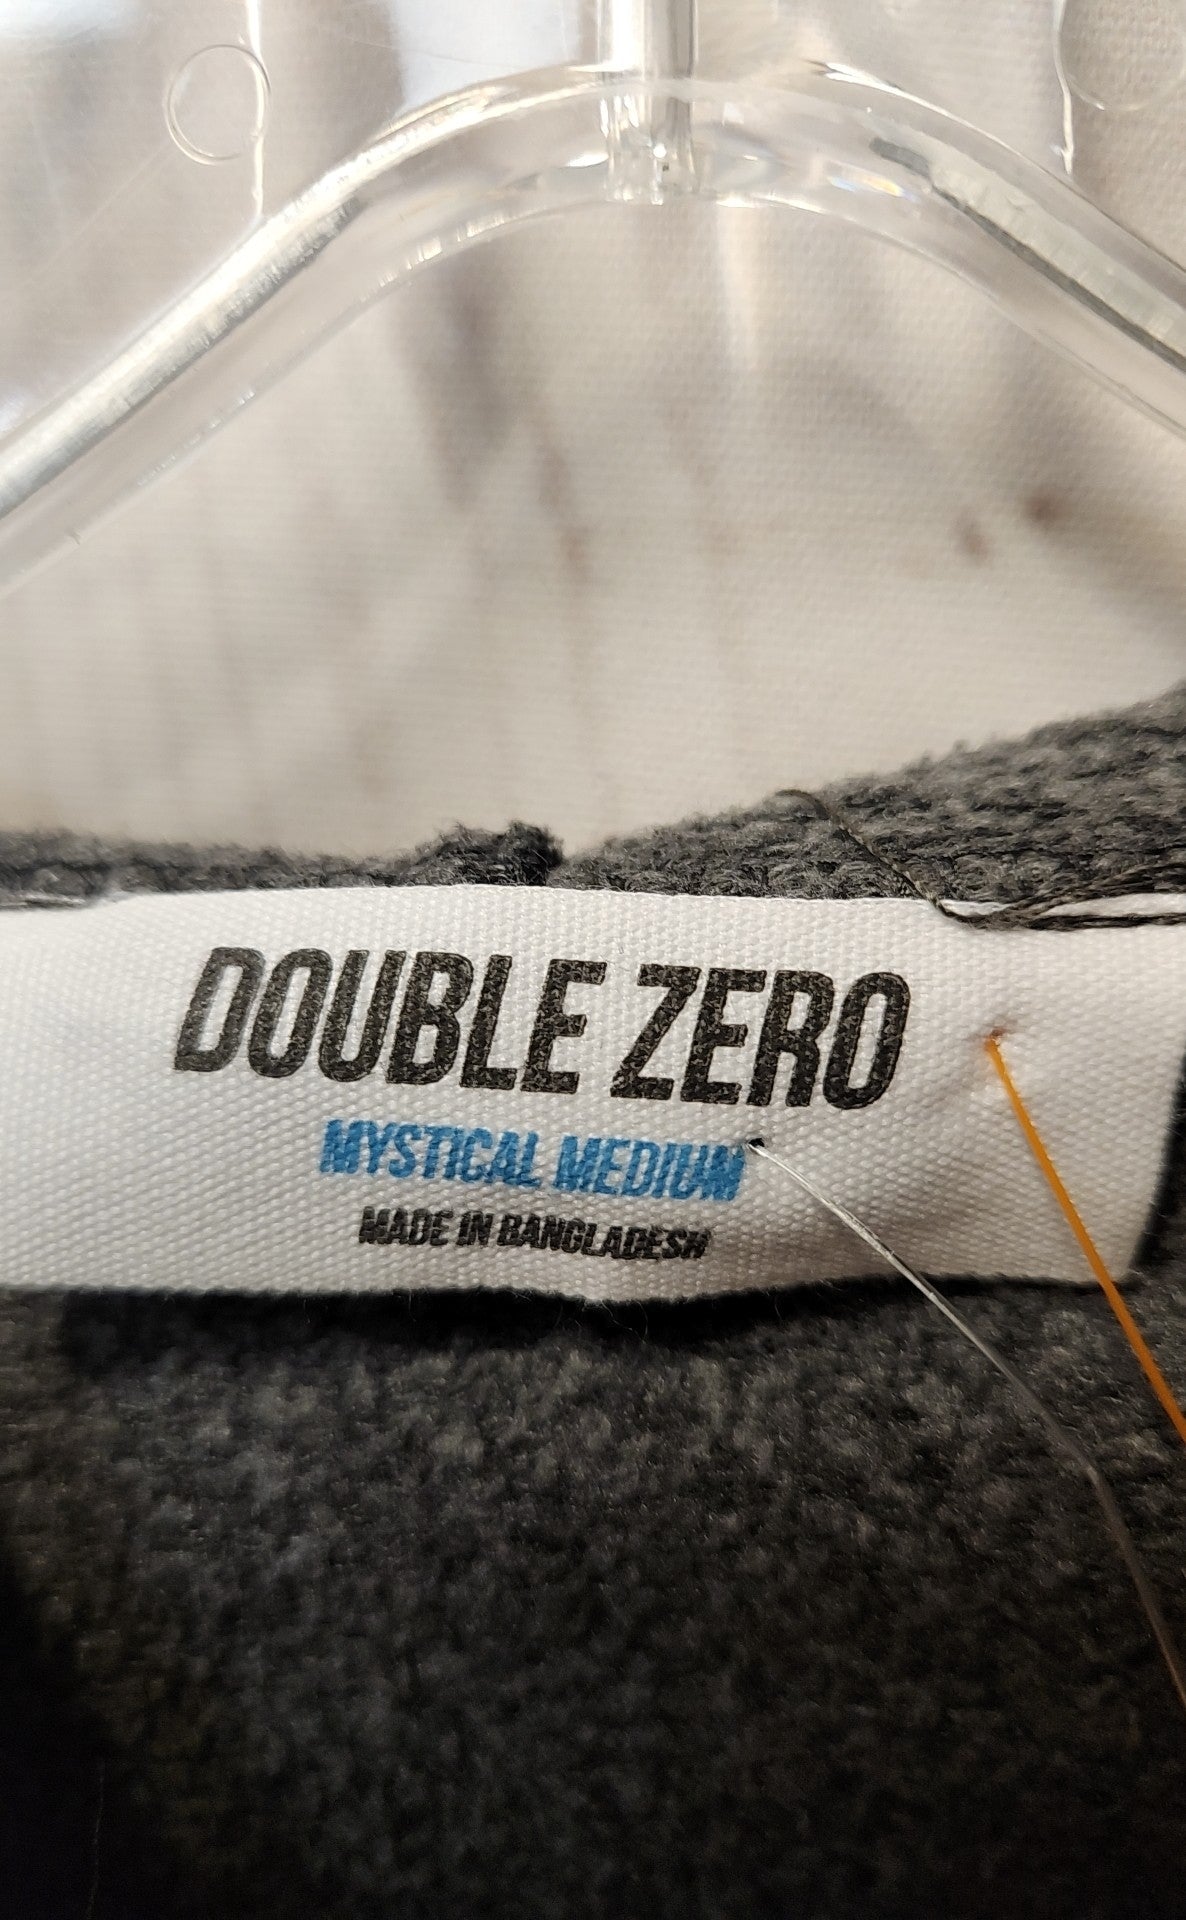 DOUBLE ZERO
MYSTICAL MEDIUM
MADE IN BANGLADESH